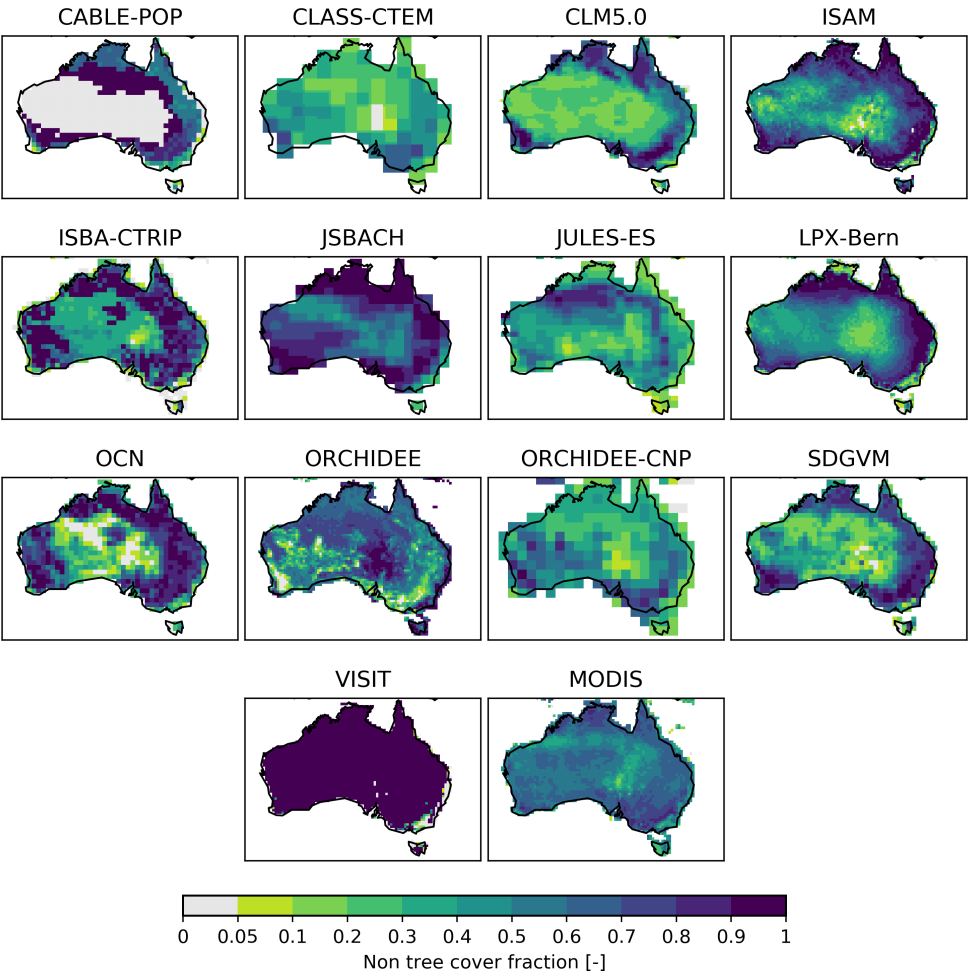 CABLE-POP CLASS-CTEM CLM5.0 ISAM
ISBA-CTRIP JSBACH JULES-ES LPX-Bern
OCN ORCHIDEE ORCHIDEE-CNP SDGVM
VISIT MODIS
0 0.05 0.1 0.2 0.3 0.4 0.5 0.6 0.7 0.8 0.9 1
Non tree cover fraction [-]